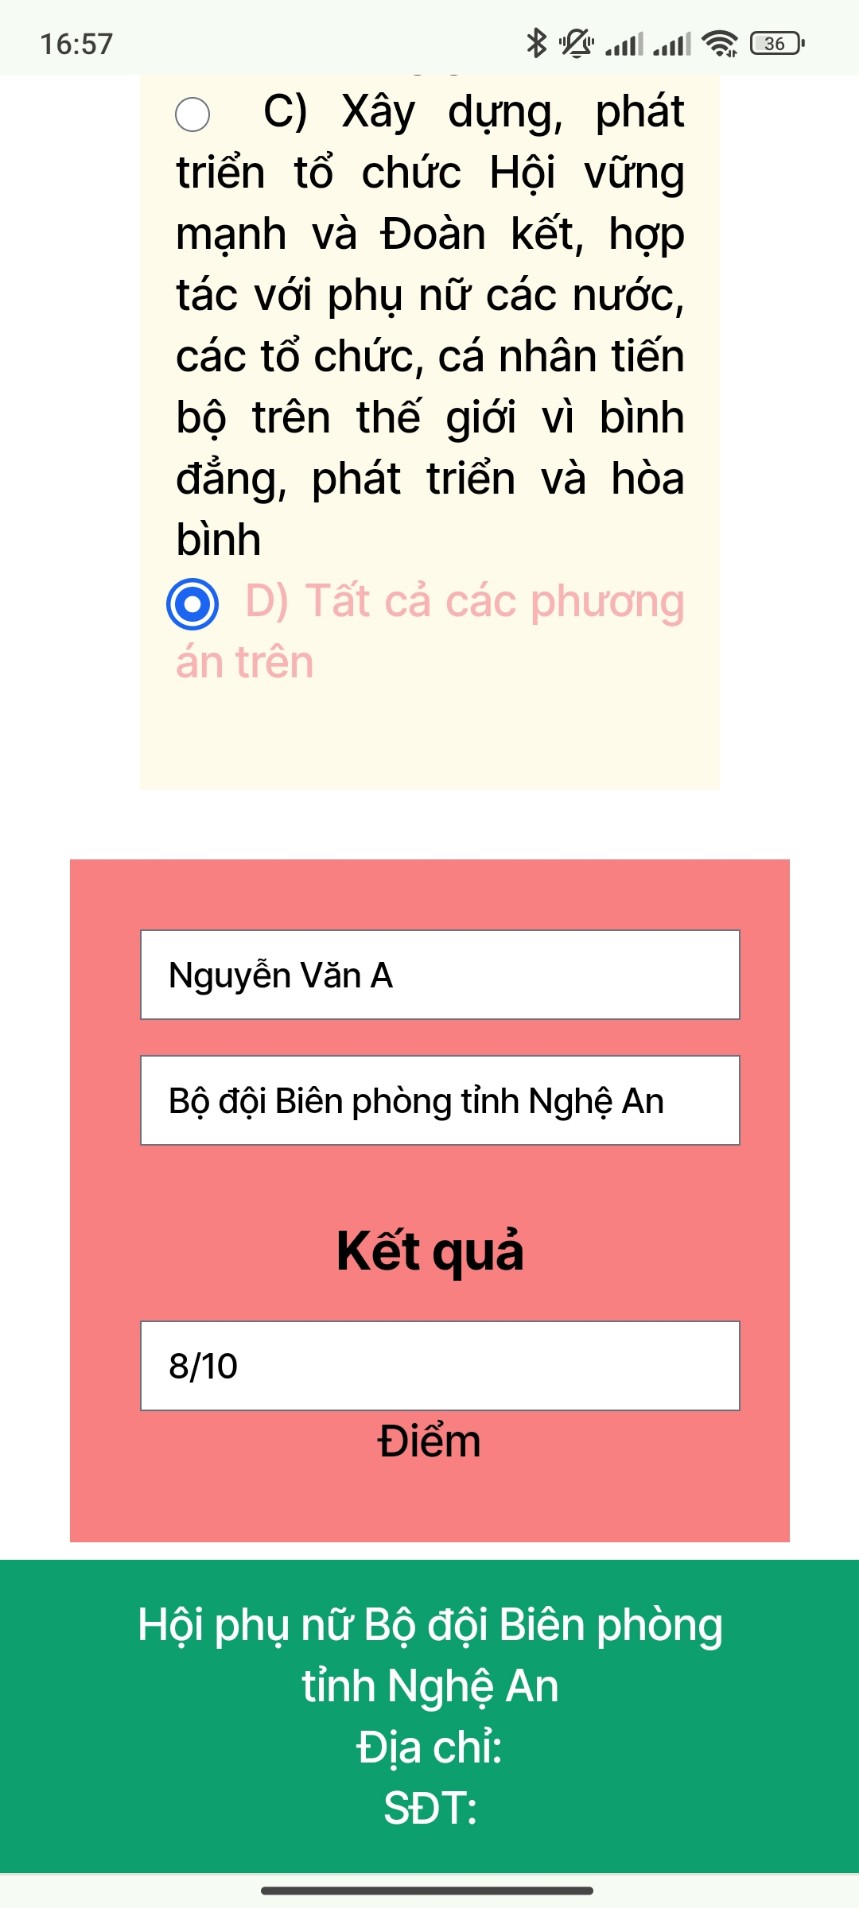 16:57
36
C) Xây dựng, phát
triển tổ chức Hội vững
mạnh và Đoàn kết, hợp
tác với phụ nữ các nước,
các tổ chức, cá nhân tiến
bộ trên thế giới vì bình
đẳng, phát triển và hòa
bình
D) Tất cả các phương
án trên
Nguyễn Văn A
Bộ đội Biên phòng tỉnh Nghệ An
Kết quả
8/10
Điểm
Hội phụ nữ Bộ đội Biên phòng
tỉnh Nghệ An
Địa chỉ:
SĐT: